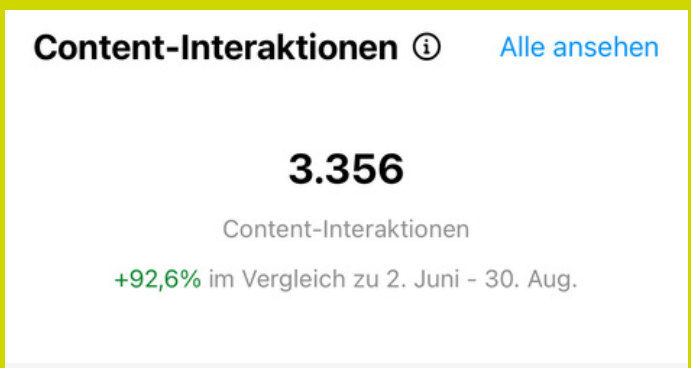 Content-Interaktionen Alle ansehen
3.356
Content-Interaktionen
+92,6% im Vergleich zu 2. Juni - 30. Aug.